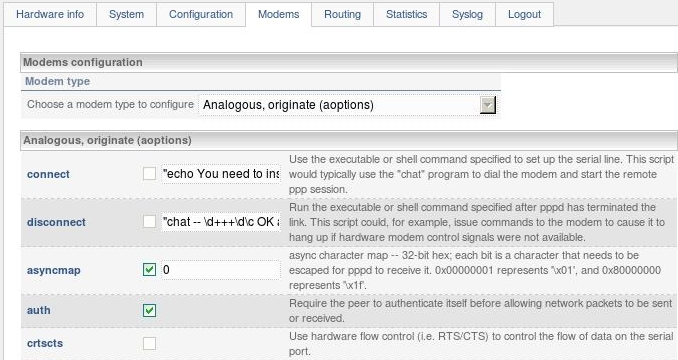 Hardware info System Configuration Modems Routing Statistics Syslog Logout
Modems configuration
Modem type
Choose a modem type to configure Analogous, originate (aoptions)
Analogous, originate (aoptions)
connect "echo You need to ins Use the executable or shell command specified to set up the serial line. This script
would typically use the "chat" program to dial the modem and start the remote
ppp session.
disconnect "chat -- \d+++\d\c OK a Run the executable or shell command specified after pppd has terminated the
link. This script could, for example, issue commands to the modem to cause it to
hang up if hardware modem control signals were not available.
asyncmap 0 async character map -- 32-bit hex; each bit is a character that needs to be
escaped for pppd to receive it. 0x00000001 represents '\x01', and 0x80000000
represents '\x1f'.
auth Require the peer to authenticate itself before allowing network packets to be sent
or received.
crtscts Use hardware flow control (i.e. RTS/CTS) to control the flow of data on the serial
port.